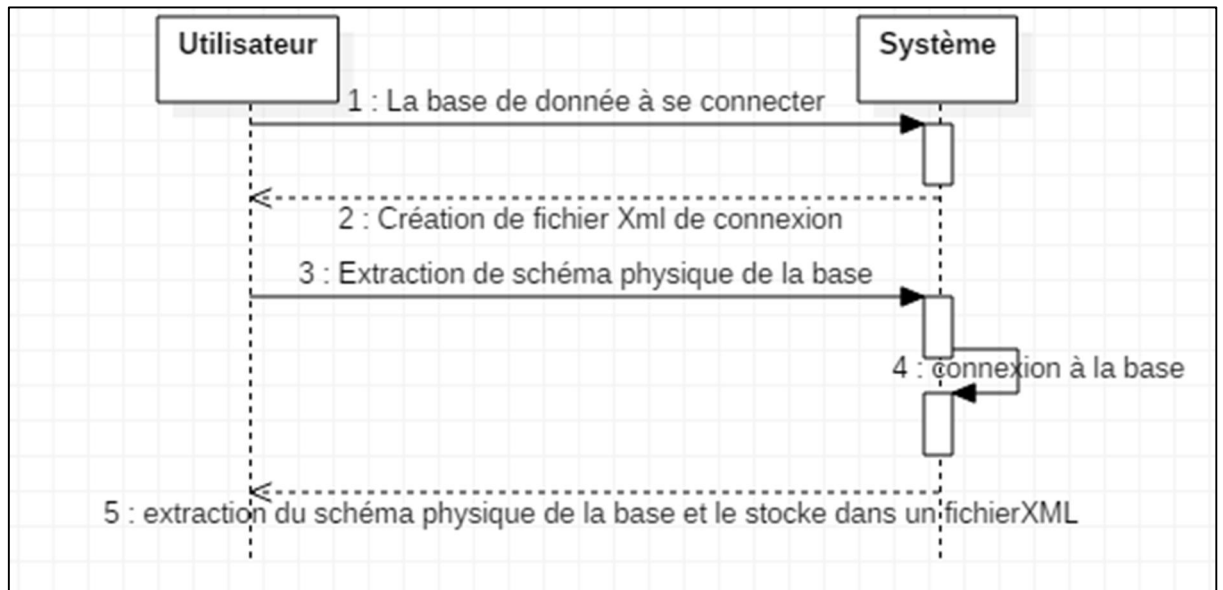 Utilisateur
Système
1 : La base de donnée à se connecter
2 : Création de fichier Xml de connexion
3 : Extraction de schéma physique de la base
4 : connexion à la base
5 : extraction du schéma physique de la base et le stocke dans un fichierXML